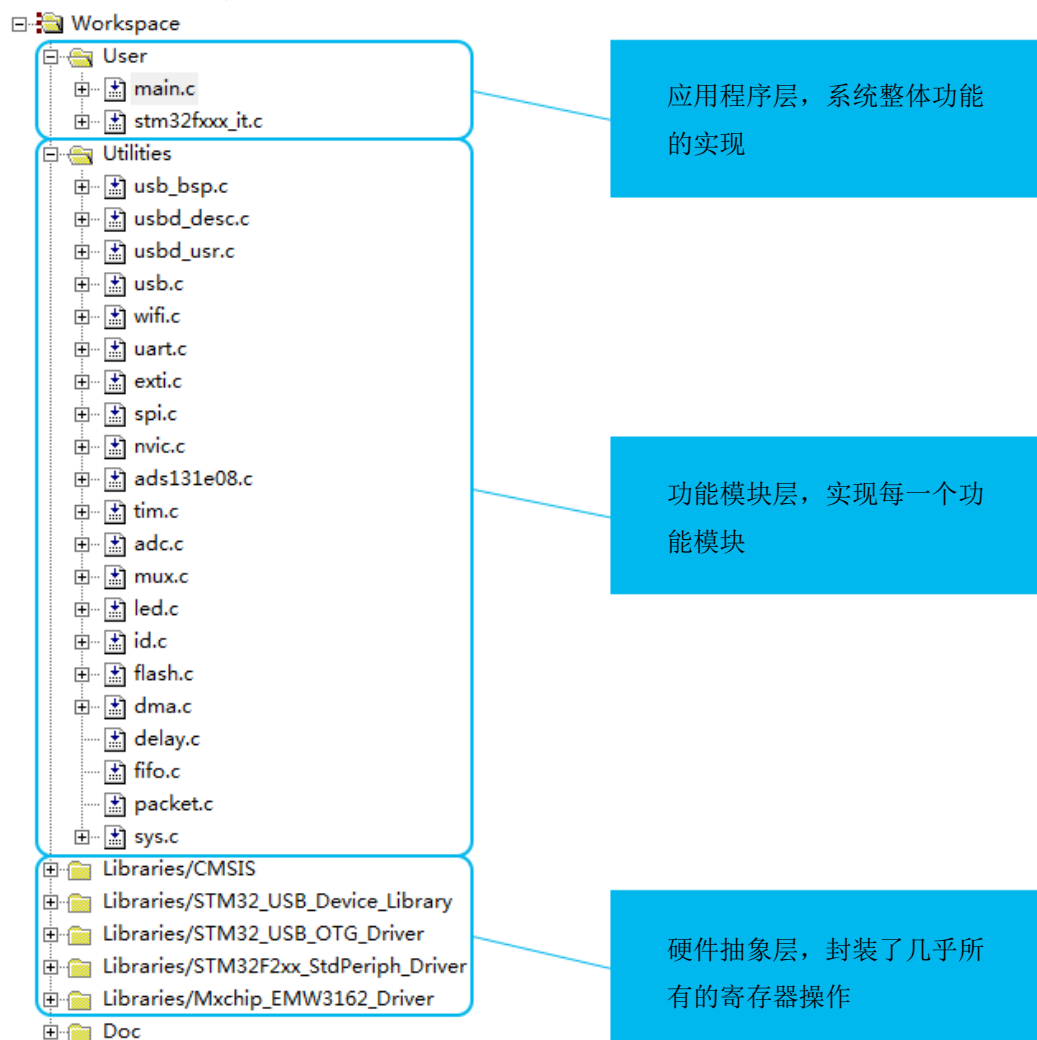 Workspace
User
main.c
stm32fxxx_it.c
应用程序层，系统整体功能
的实现
Utilities
usb_bsp.c
usbd_desc.c
usbd_usr.c
usb.c
wifi.c
uart.c
exti.c
spi.c
nvic.c
ads131e08.c
tim.c
adc.c
mux.c
led.c
id.c
flash.c
dma.c
delay.c
fifo.c
packet.c
sys.c
功能模块层，实现每一个功
能模块
Libraries/CMSIS
Libraries/STM32_USB_Device_Library
Libraries/STM32_USB_OTG_Driver
Libraries/STM32F2xx_StdPeriph_Driver
Libraries/Mxchip_EMW3162_Driver
硬件抽象层，封装了几乎所
有的寄存器操作
Doc